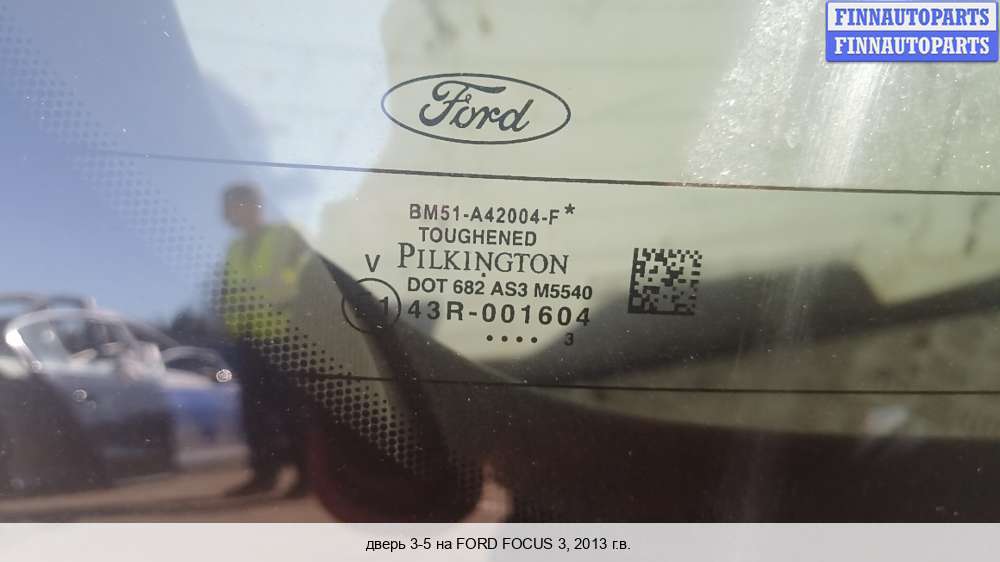 FINNAUTOPARTS
FINNAUTOPARTS
Ford
BM51-A42004-F*
TOUGHENED
V PILKINGTON
DOT 682 AS3 M5540
43R-001604
.... 3
дверь 3-5 на FORD FOCUS 3, 2013 г.в.